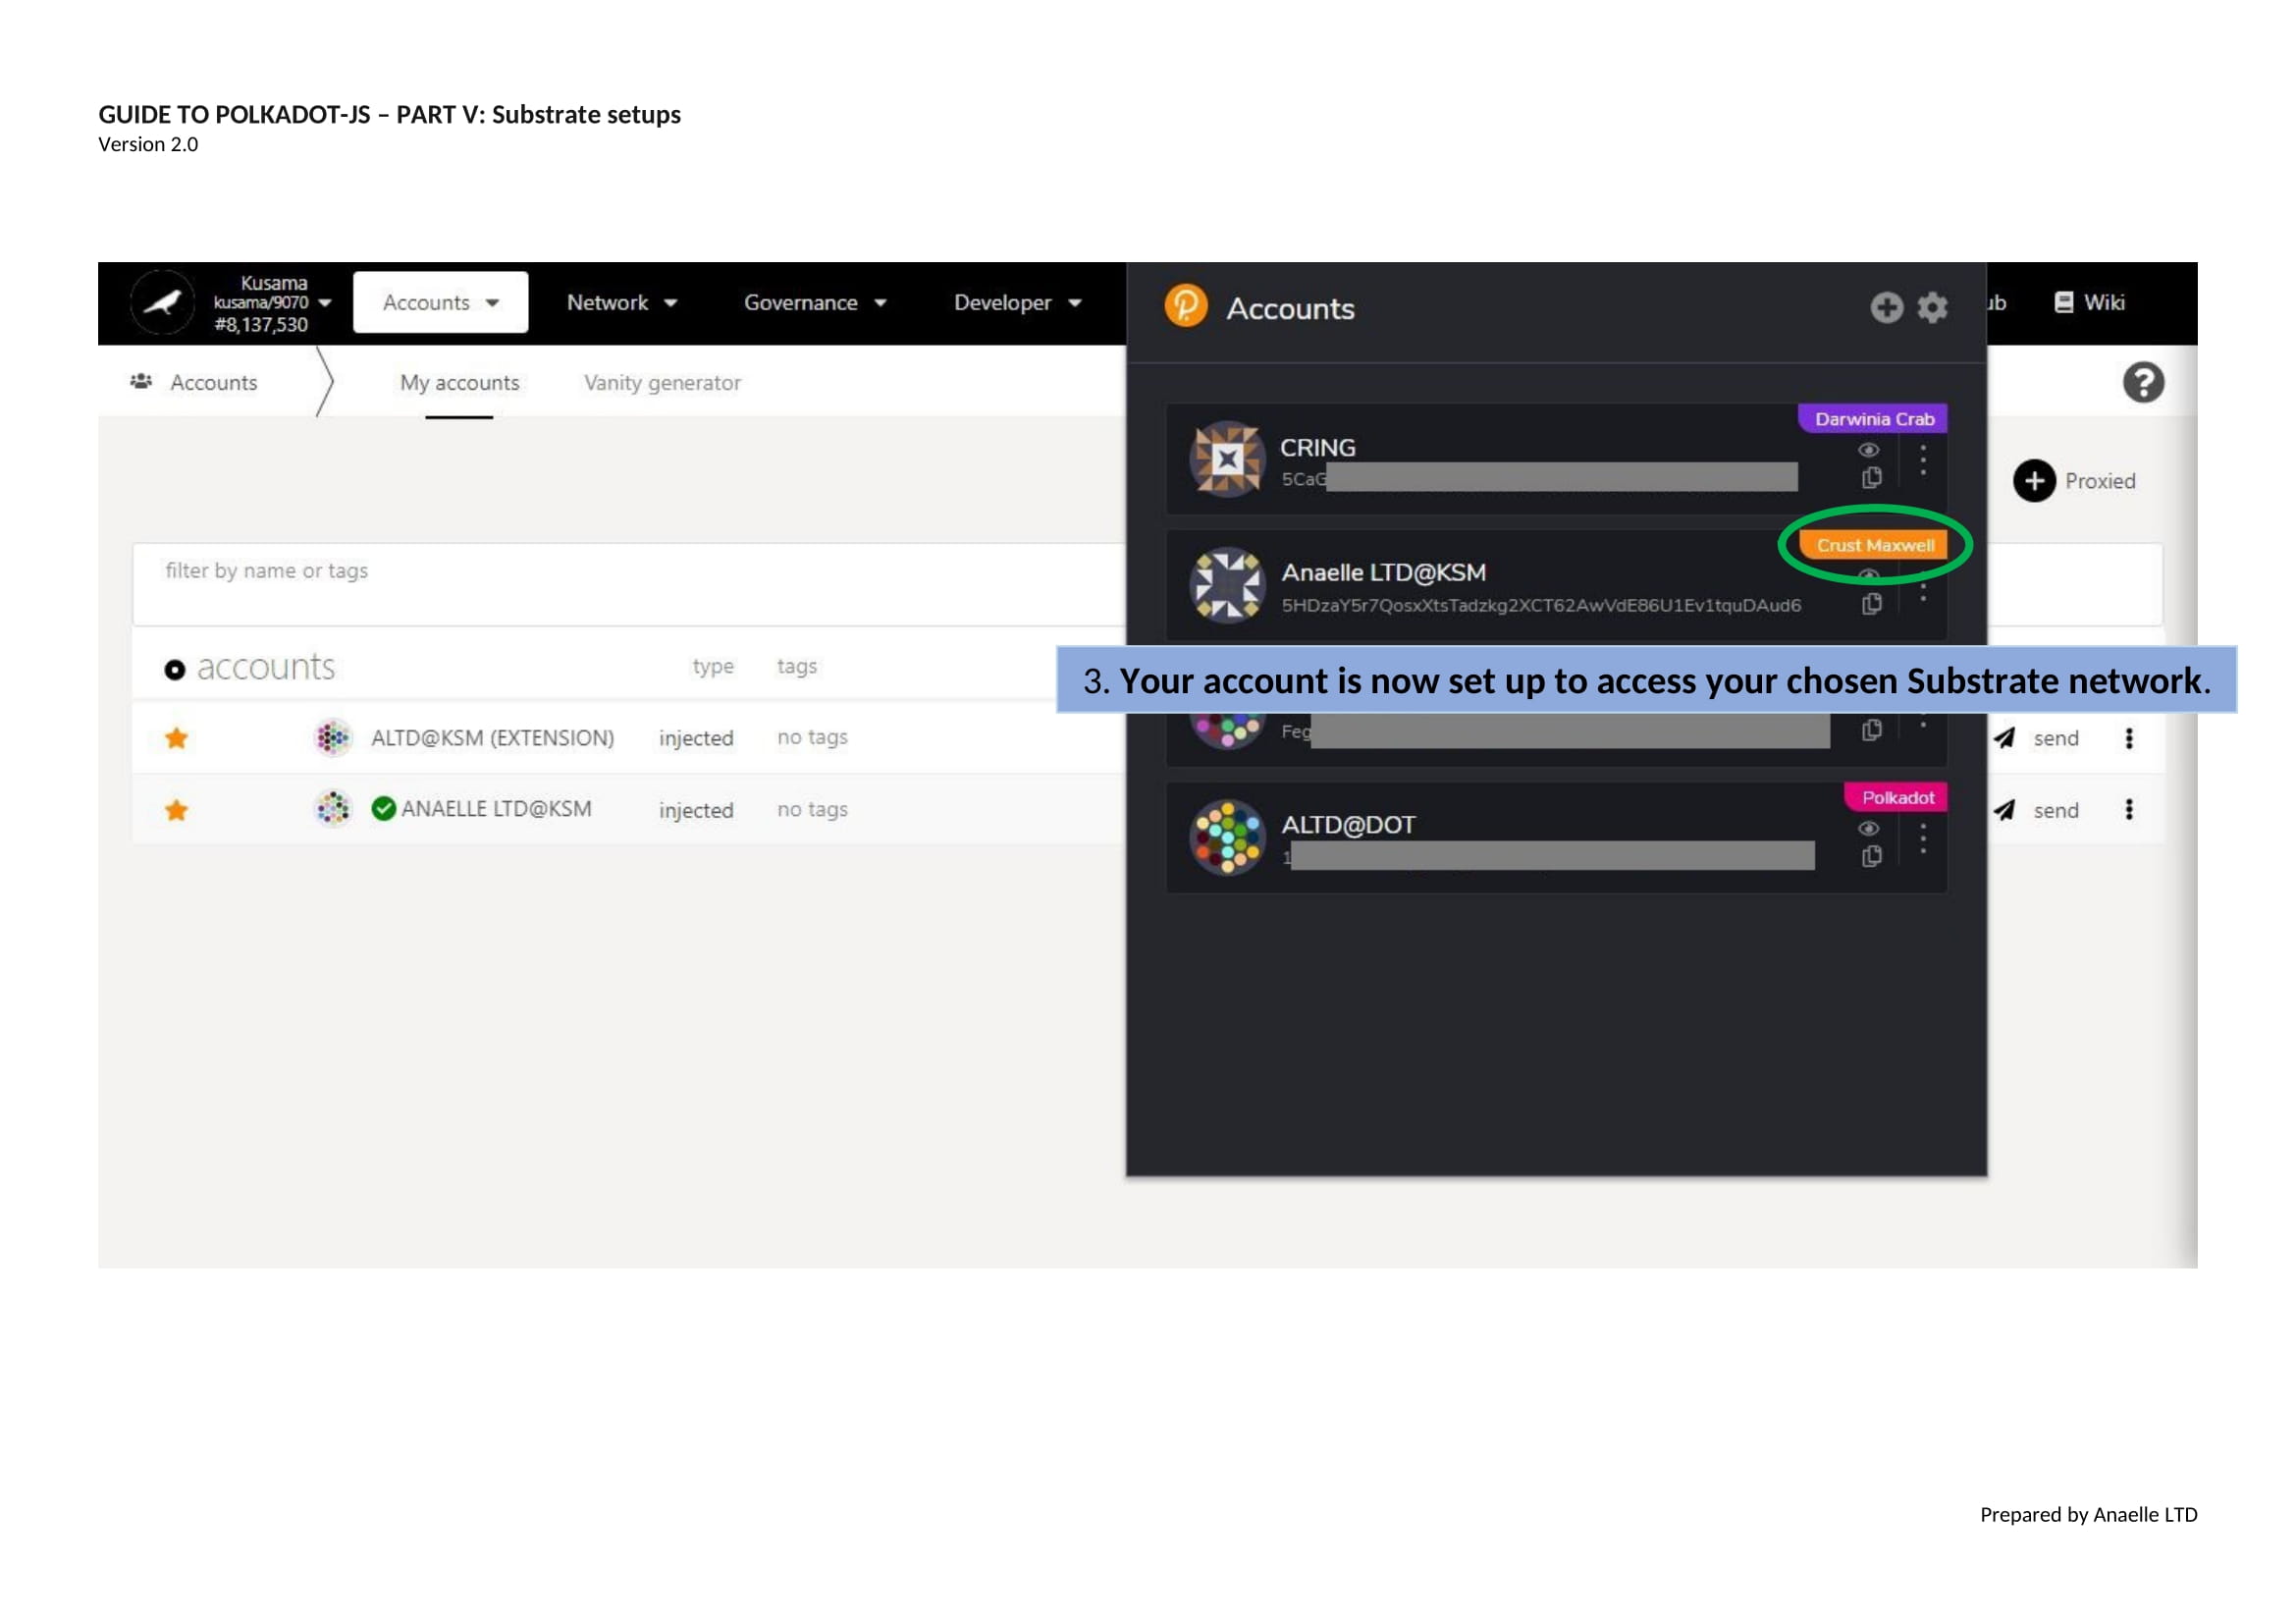 GUIDE TO POLKADOT-JS – PART V: Substrate setups
Version 2.0
Kusama
kusama/9070
#8,137,530
Accounts
Network
Governance
Developer
Accounts
ub
Wiki
Accounts
My accounts
Vanity generator
Darwinia Crab
CRING
5CaG
Proxied
Crust Maxwell
filter by name or tags
Anaelle LTD@KSM
5HDzaY5r7QosxXtsTadzkg2XCT62AwVdE86U1Ev1tquDAud6
accounts
type
tags
3. Your account is now set up to access your chosen Substrate network.
ALTD@KSM (EXTENSION)
injected
no tags
Feg
send
ANAELLE LTD@KSM
injected
no tags
Polkadot
ALTD@DOT
1
send
Prepared by Anaelle LTD